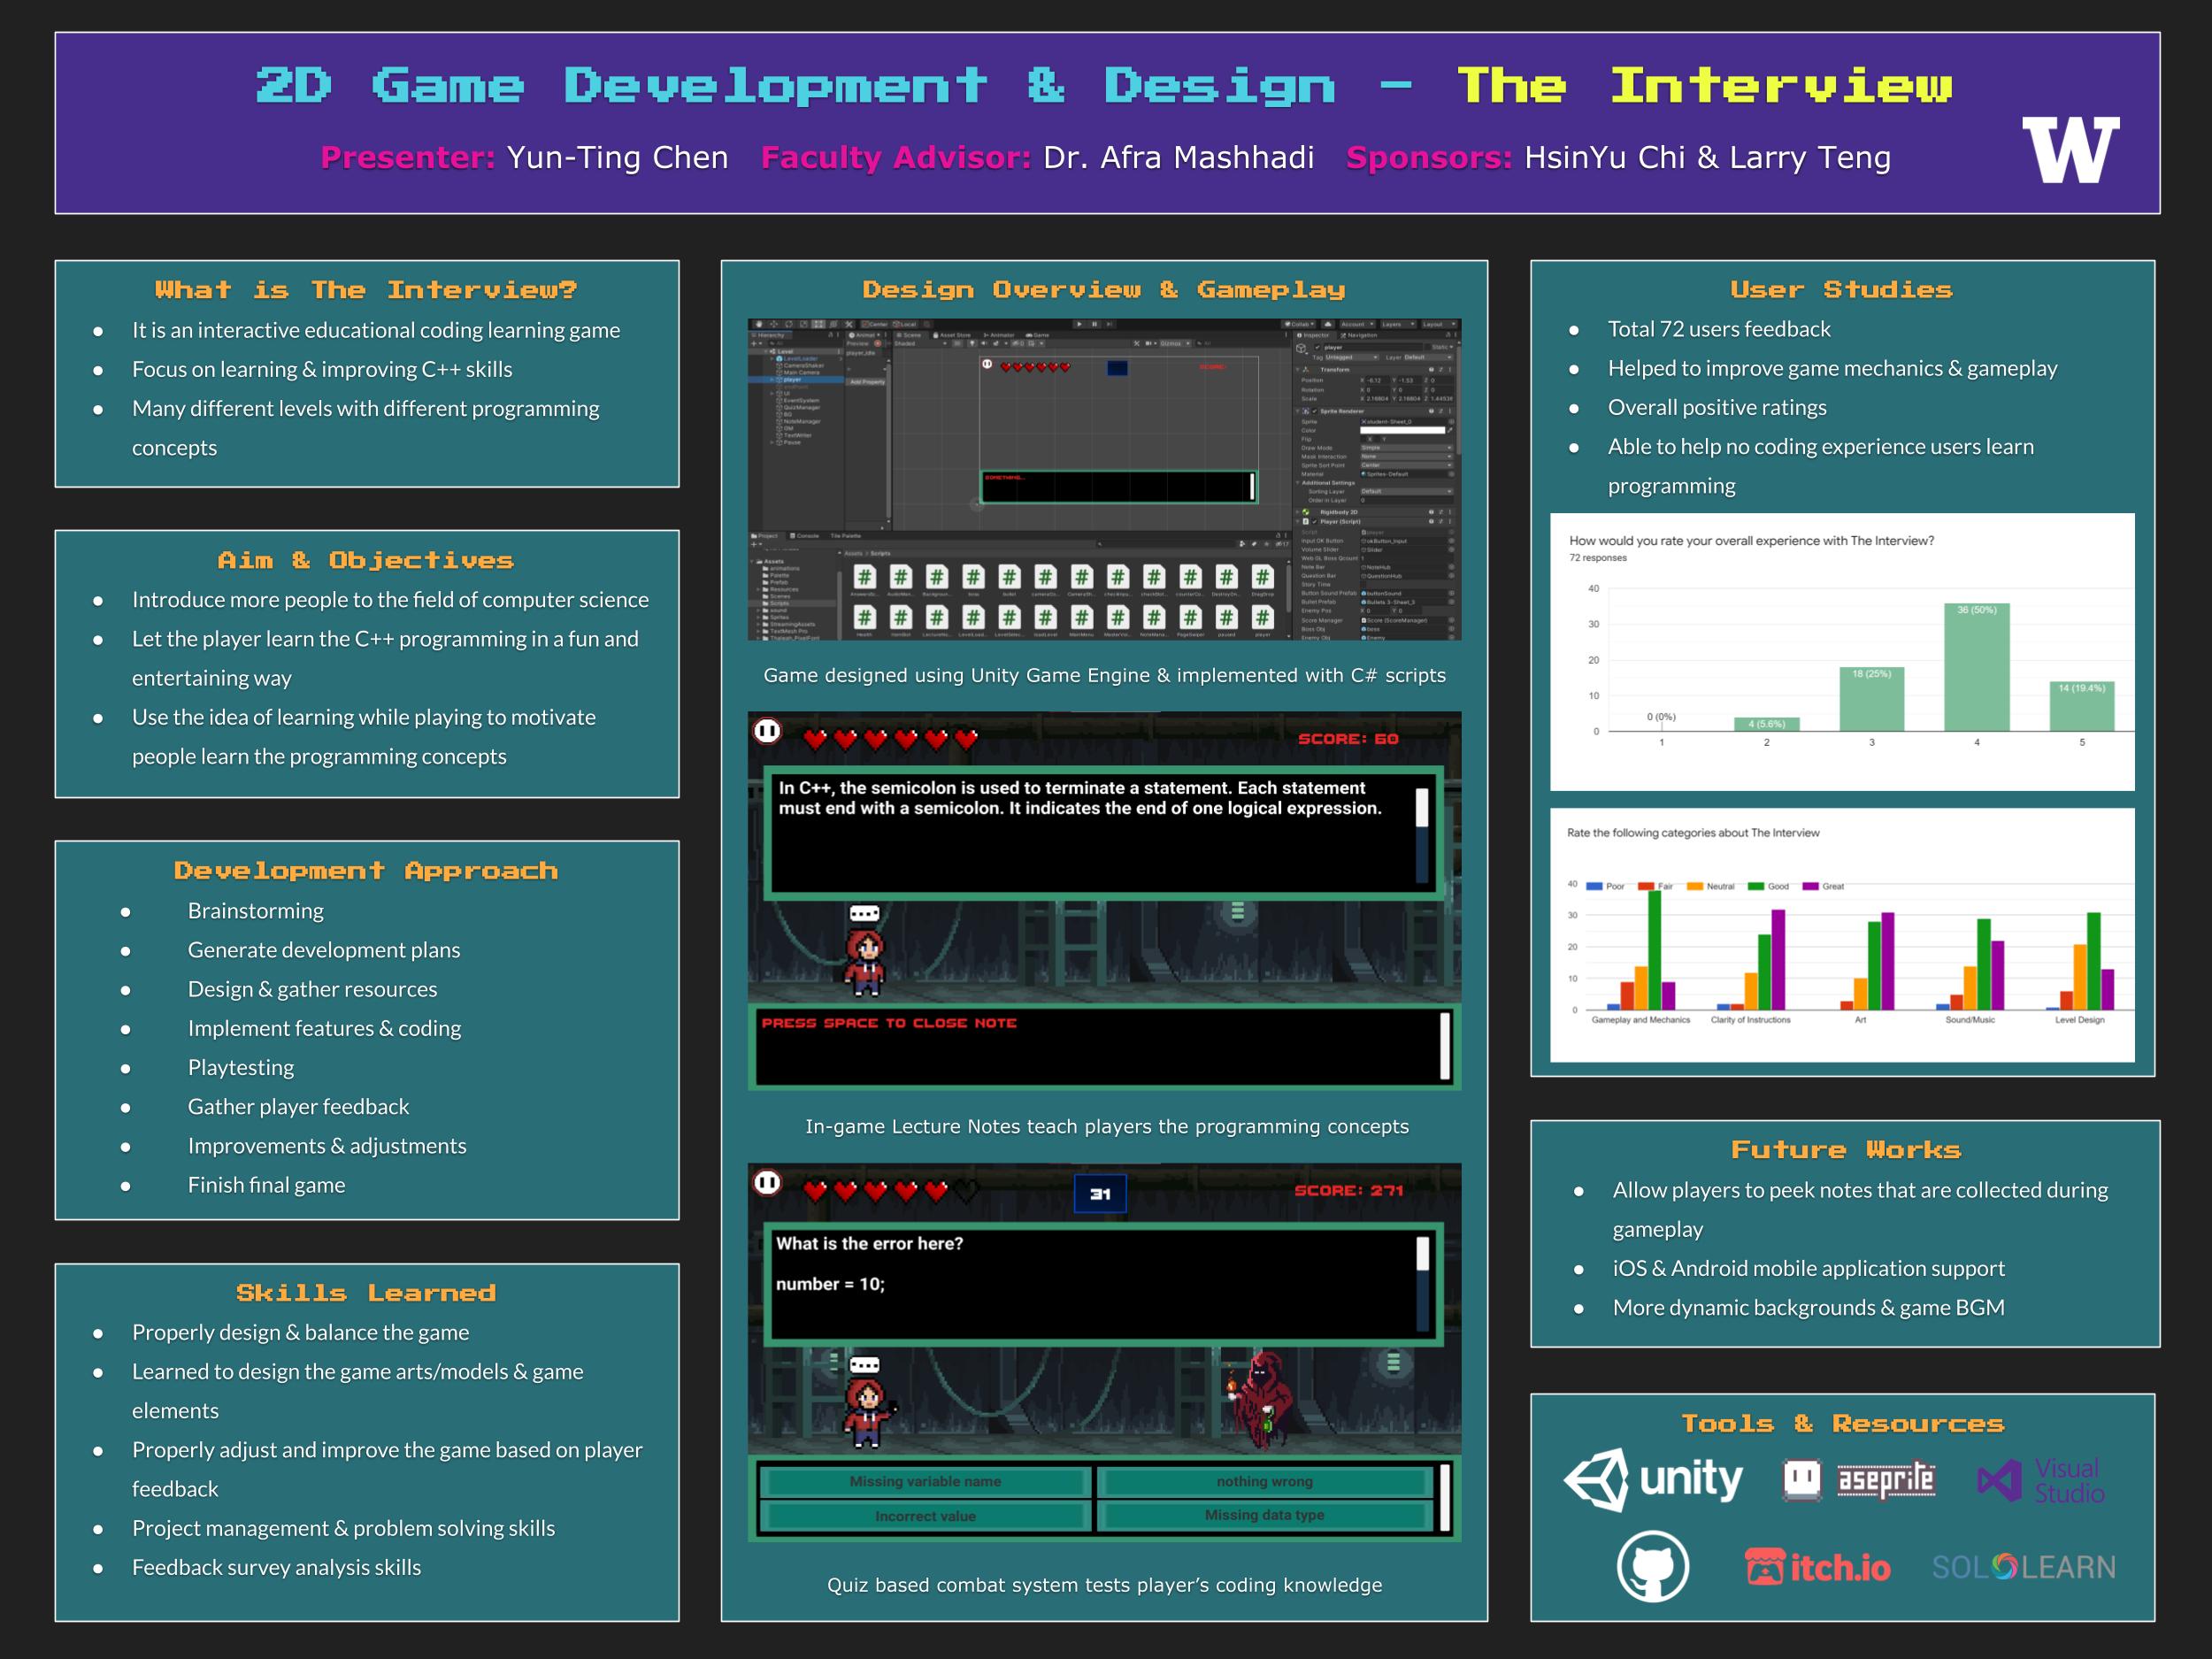 2D Game Development & Design - The Interview
Presenter: Yun-Ting Chen Faculty Advisor: Dr. Afra Mashhadi Sponsors: HsinYu Chi & Larry Teng
W
What is The Interview?
● It is an interactive educational coding learning game
● Focus on learning & improving C++ skills
● Many different levels with different programming
concepts
Aim & Objectives
● Introduce more people to the field of computer science
● Let the player learn the C++ programming in a fun and
entertaining way
● Use the idea of learning while playing to motivate
people learn the programming concepts
Development Approach
● Brainstorming
● Generate development plans
● Design & gather resources
● Implement features & coding
● Playtesting
● Gather player feedback
● Improvements & adjustments
● Finish final game
Skills Learned
● Properly design & balance the game
● Learned to design the game arts/models & game
elements
● Properly adjust and improve the game based on player
feedback
● Project management & problem solving skills
● Feedback survey analysis skills
Design Overview & Gameplay
SCORE:
SOMETHING...
Game designed using Unity Game Engine & implemented with C# scripts
SCORE: 60
In C++, the semicolon is used to terminate a statement. Each statement
must end with a semicolon. It indicates the end of one logical expression.
PRESS SPACE TO CLOSE NOTE
In-game Lecture Notes teach players the programming concepts
31
SCORE: 271
What is the error here?
number = 10;
Missing variable name nothing wrong
Incorrect value Missing data type
Quiz based combat system tests player's coding knowledge
User Studies
● Total 72 users feedback
● Helped to improve game mechanics & gameplay
● Overall positive ratings
● Able to help no coding experience users learn
programming
How would you rate your overall experience with The Interview?
72 responses
40
30
20
10
0
0 (0%)
4 (5.6%)
18 (25%)
36 (50%)
14 (19.4%)
1 2 3 4 5
Rate the following categories about The Interview
Poor Fair Neutral Good Great
40
30
20
10
0
Gameplay and Mechanics Clarity of Instructions Art Sound/Music Level Design
Future Works
● Allow players to peek notes that are collected during
gameplay
● iOS & Android mobile application support
● More dynamic backgrounds & game BGM
Tools & Resources
unity aseprite Visual
Studio
itch.io SOLOLEARN